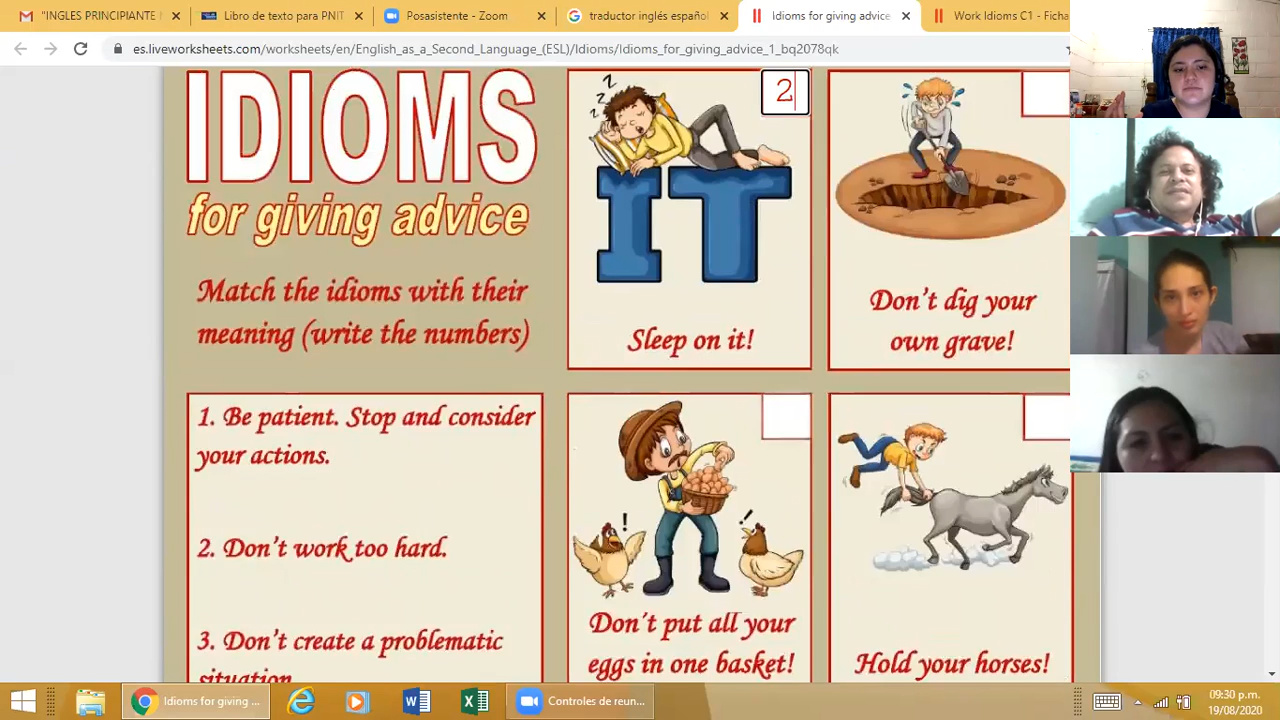 "INGLES PRINCIPIANTE
Libro de texto para PNIT
Posasistente - Zoom
traductor inglés español
Idioms for giving advice
Work Idioms C1 - Ficha
es.liveworksheets.com/worksheets/en/English_as_a_Second_Language_(ESL)/Idioms/Idioms_for_giving_advice_1_bq2078qk
IDIOMS
for giving advice
Match the idioms with their
meaning (write the numbers)
z
z
z
z
2
IT
Sleep on it!
Don't dig your
own grave!
1. Be patient. Stop and consider
your actions.
2. Don't work too hard.
3. Don't create a problematic
situation
!
!
Don't put all your
eggs in one basket!
Hold your horses!
Idioms for giving ...
Controles de reun...
09:30 p.m.
19/08/2020